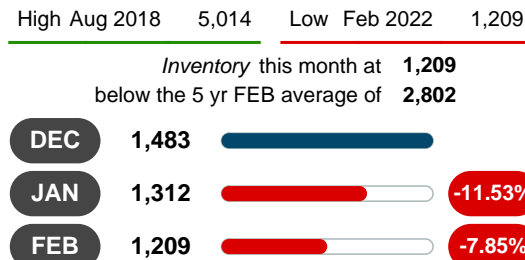 High Aug 2018 5,014 Low Feb 2022 1,209
Inventory this month at 1,209
below the 5 yr FEB average of 2,802
DEC 1,483
JAN 1,312 -11.53%
FEB 1,209 -7.85%